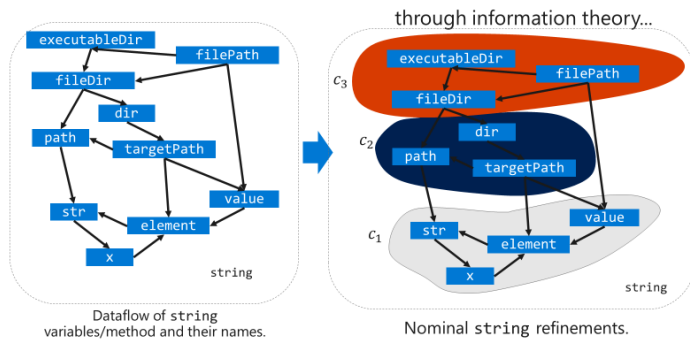 through information theory...
executableDir
filePath
fileDir
dir
path
targetPath
value
str
element
x
string
Dataflow of string
variables/method and their names.
executableDir
filePath
c3
fileDir
dir
c2
path
targetPath
value
c1
str
element
x
string
Nominal string refinements.